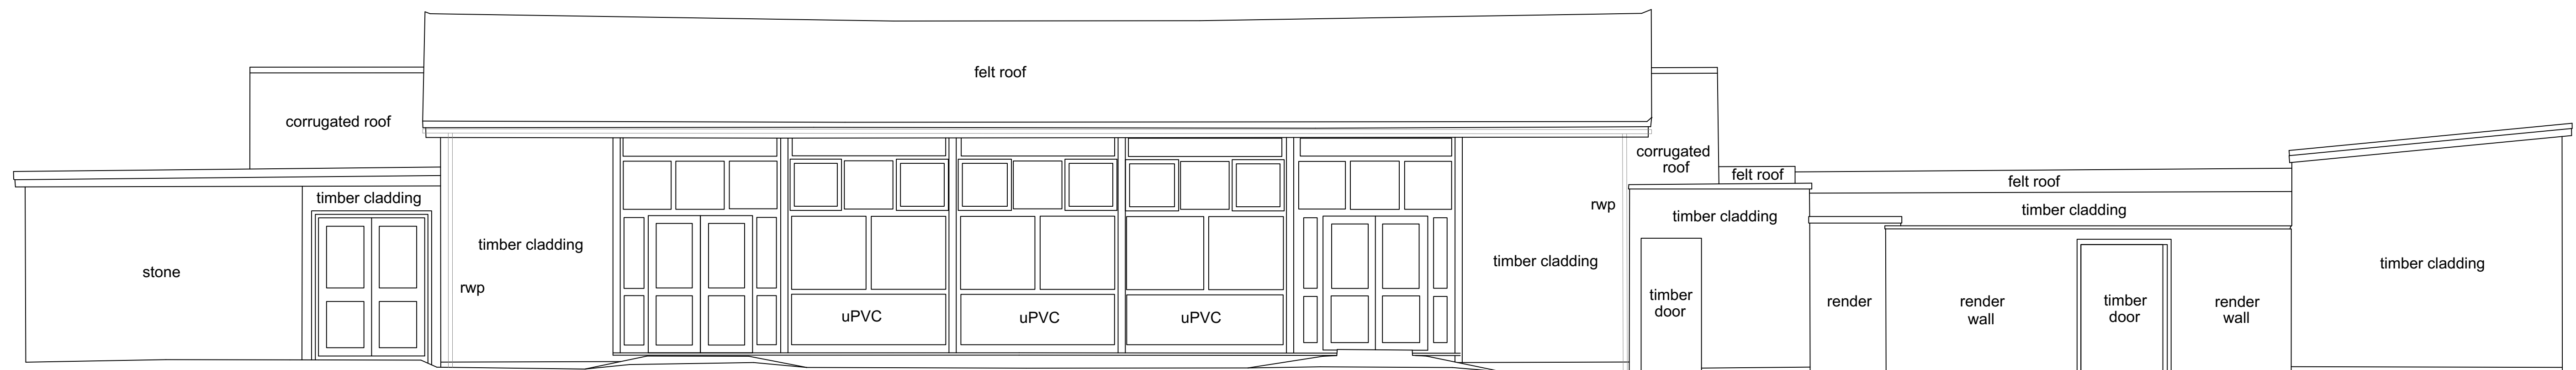 felt roof
corrugated roof
corrugated
roof
felt roof
felt roof
timber cladding
timber cladding
timber cladding
rwp
timber cladding
timber cladding
timber cladding
stone
rwp
timber
door
render
render
wall
timber
door
render
wall
uPVC
uPVC
uPVC